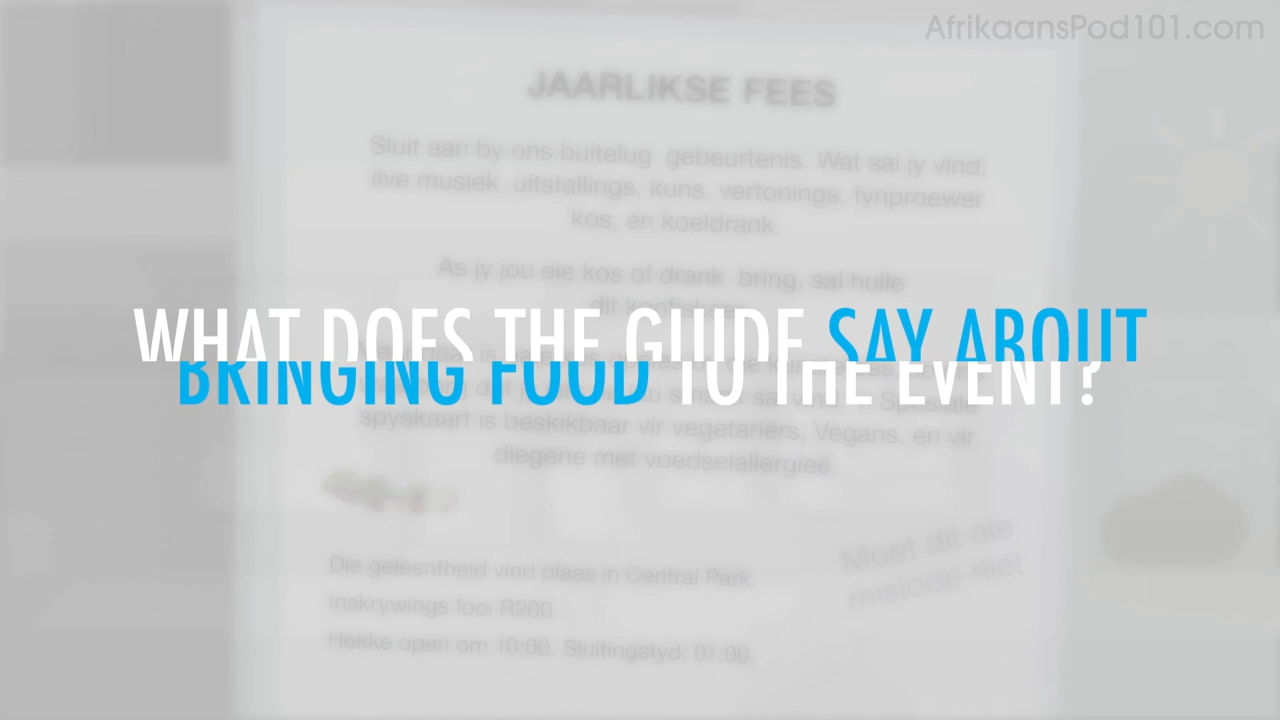 AfrikaansPod101.com
JAARLIKSE FEES
Sluit aan by ons buitelug gebeurtenis. Wat sal jy vind:
live musiek, uitstallings, kuns, vertonings, fynproewer
kos, en koeldrank.
As jy jou eie kos of drank bring, sal hulle
dit konfiskeer.
WHAT DOES THE GUIDE SAY ABOUT
BRINGING FOOD TO THE EVENT?
spyskaart is beskikbaar vir vegetariërs, Vegans, en vir
diegene met voedselallergieë.
Moet dit nie
misloop nie!
Die geleentheid vind plaas in Central Park.
Inskrywings fooi R200.
Hekke open om 10:00. Sluitingstyd: 01:00.